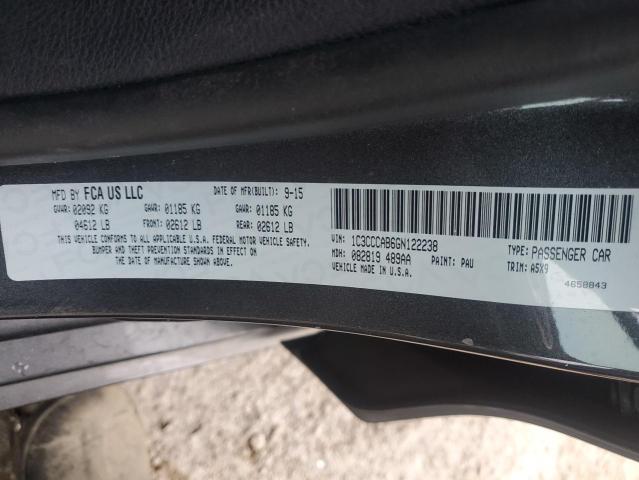 MFD BY FCA US LLC
DATE OF MFR(BUILT): 9-15
GVWR: 02092 KG GAWR: 01185 KG GAWR: 01185 KG
04612 LB FRONT: 02612 LB REAR: 02612 LB
THIS VEHICLE CONFORMS TO ALL APPLICABLE U.S. FEDERAL MOTOR VEHICLE SAFETY,
BUMPER AND THEFT PREVENTION STANDARDS IN EFFECT ON
THE DATE OF MANUFACTURE SHOWN ABOVE.
VIN: 1C3CCCAB6GN122238 TYPE: PASSENGER CAR
MDH: 082819 489AA PAINT: PAU TRIM: A5X9
VEHICLE MADE IN U.S.A. 4658843